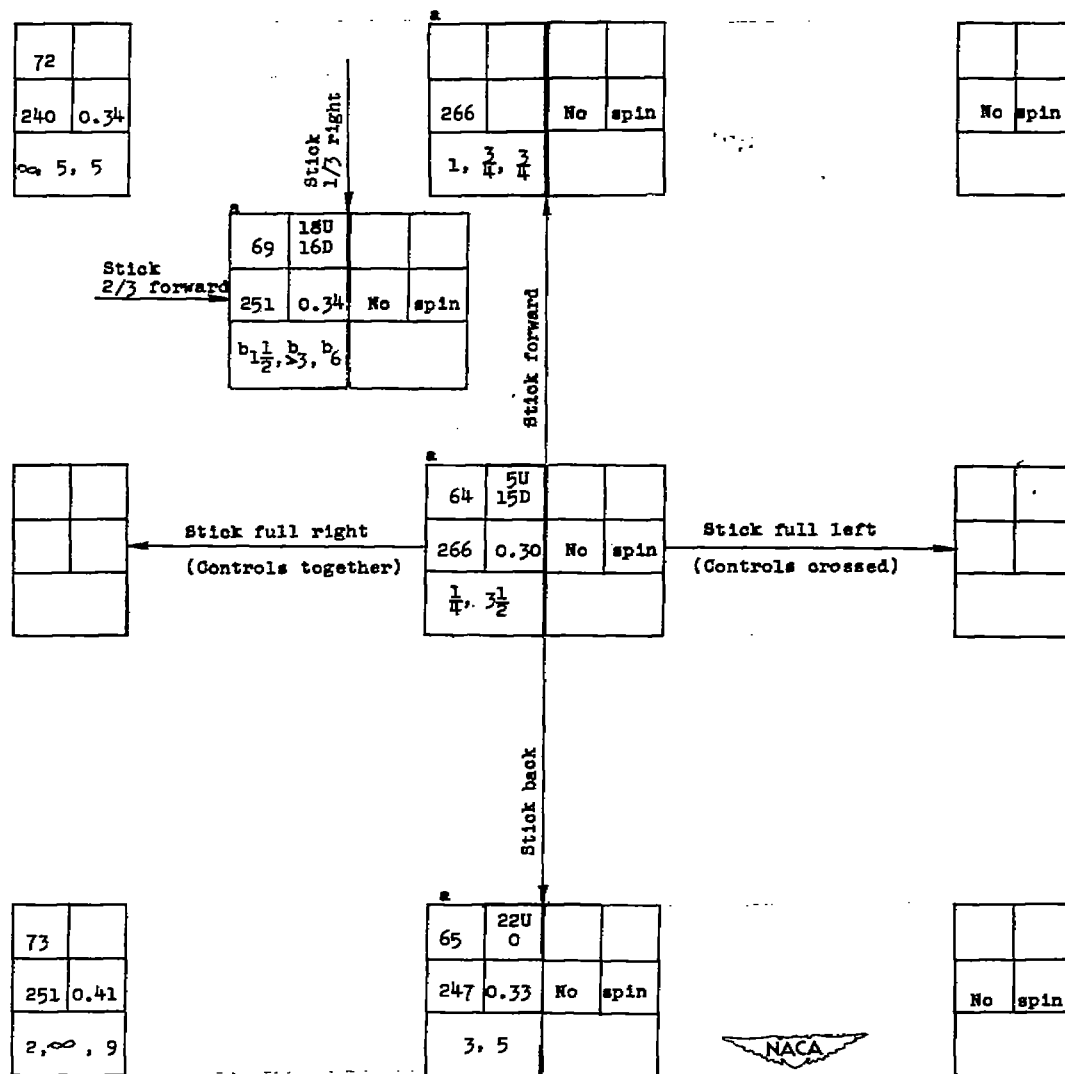 a
72
240 0.34
∞, 5, 5
Stick
1/3 right
266 No spin
1, 3/4, 3/4
No spin
a
69 18U
16D
Stick
2/3 forward
251 0.34 No spin
b1 1/2, b>3, b6
Stick forward
a
64 5U
15D
Stick full right
(Controls together)
266 0.30 No spin
1/4, 3 1/2
Stick full left
(Controls crossed)
Stick back
73
251 0.41
2, ∞, 9
a
65 22U
0
247 0.33 No spin
3, 5
No spin
NACA